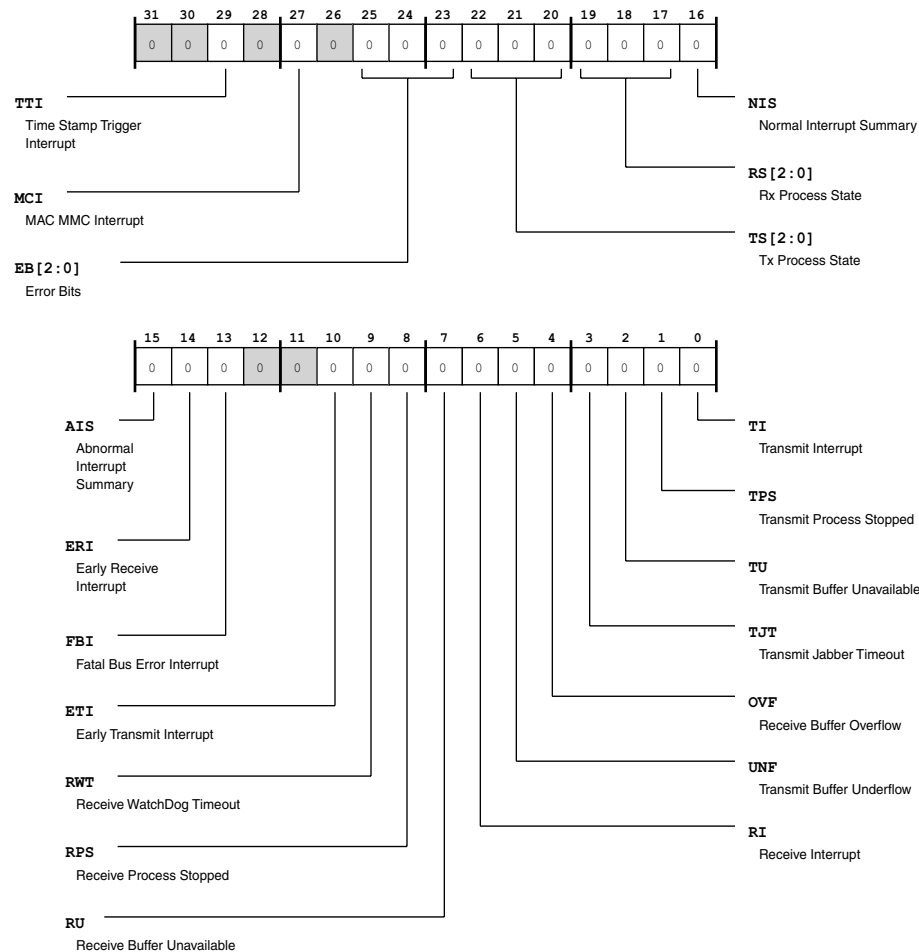 31 30 29 28 27 26 25 24 23 22 21 20 19 18 17 16
0 0 0 0 0 0 0 0 0 0 0 0 0 0 0 0
TTI
Time Stamp Trigger
Interrupt
MCI
MAC MMC Interrupt
EB[2:0]
Error Bits
NIS
Normal Interrupt Summary
RS[2:0]
Rx Process State
TS[2:0]
Tx Process State
15 14 13 12 11 10 9 8 7 6 5 4 3 2 1 0
0 0 0 0 0 0 0 0 0 0 0 0 0 0 0 0
AIS
Abnormal
Interrupt
Summary
ERI
Early Receive
Interrupt
FBI
Fatal Bus Error Interrupt
ETI
Early Transmit Interrupt
RWT
Receive WatchDog Timeout
RPS
Receive Process Stopped
RU
Receive Buffer Unavailable
TI
Transmit Interrupt
TPS
Transmit Process Stopped
TU
Transmit Buffer Unavailable
TJT
Transmit Jabber Timeout
OVF
Receive Buffer Overflow
UNF
Transmit Buffer Underflow
RI
Receive Interrupt